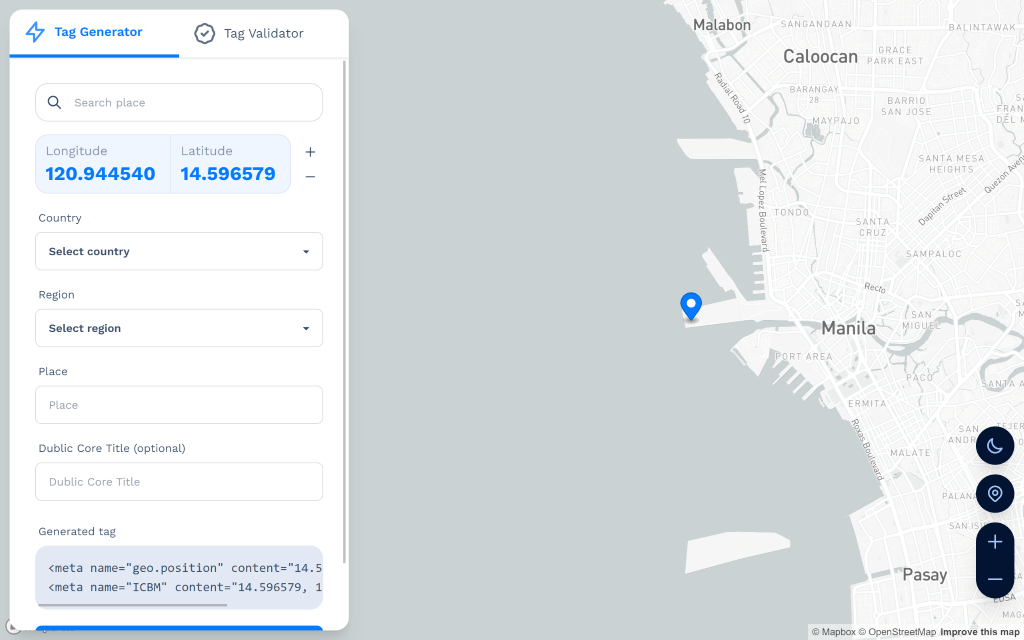 Tag Generator
Tag Validator
Search place
Longitude
120.944540
Latitude
14.596579
Country
Select country
Region
Select region
Place
Place
Dublic Core Title (optional)
Dublic Core Title
Generated tag
<meta name="geo.position" content="14.5
<meta name="ICBM" content="14.596579, 1
Malabon
SANGANDAAN
BALINTAWAK
Caloocan
GRACE
PARK EAST
Radial Road 10
BARANGAY
28
BARRIO
SAN JOSE
MAYPAJO
SANTA MESA
HEIGHTS
Mel Lopez Boulevard
Dapitan Street
TONDO
SANTA
CRUZ
SAMPALOC
Recto
SAN
MIGUEL
Manila
PORT AREA
PACO
ERMITA
Roxas Boulevard
MALATE
Pasay
© Mapbox © OpenStreetMap Improve this map